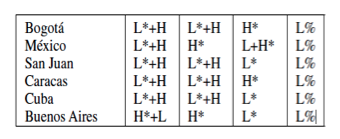 Bogotá L*+H L*+H H* L%
México L*+H H* L+H* L%
San Juan L*+H L*+H L* L%
Caracas L*+H L*+H H* L%
Cuba L*+H L*+H L* L%
Buenos Aires H*+L H* L* L%